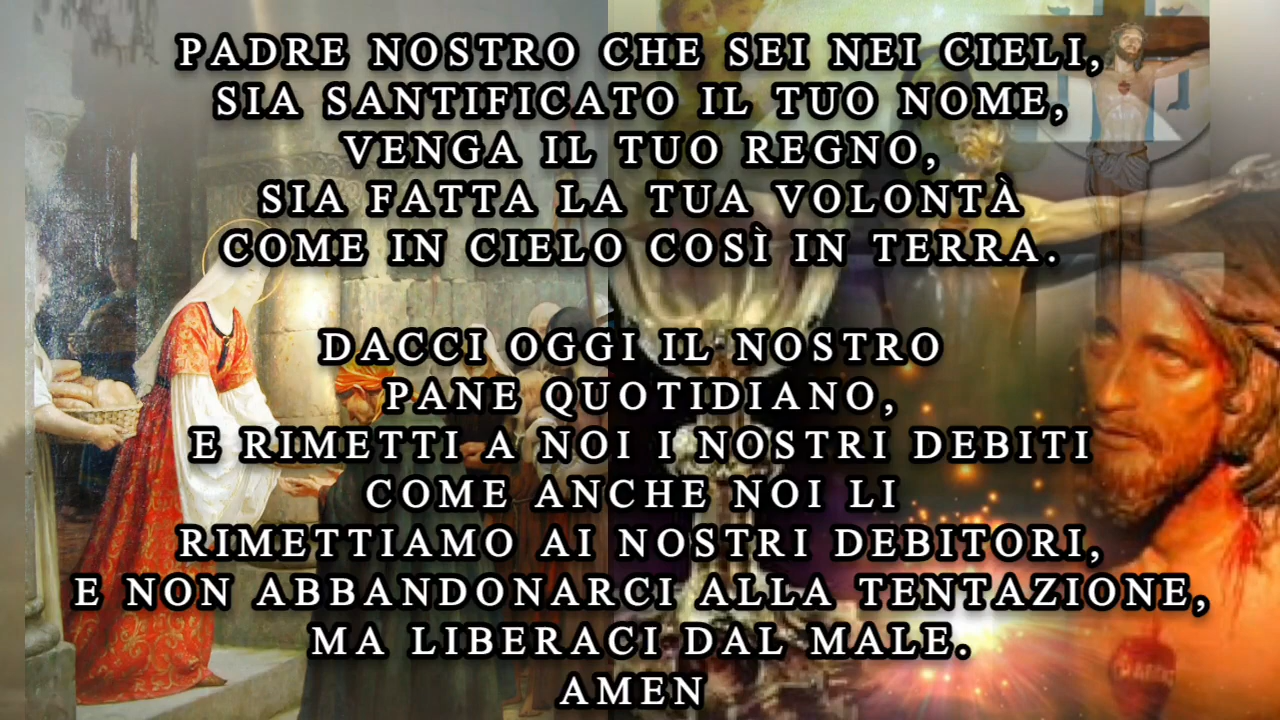 PADRE NOSTRO CHE SEI NEI CIELI,
SIA SANTIFICATO IL TUO NOME,
VENGA IL TUO REGNO,
SIA FATTA LA TUA VOLONTÀ
COME IN CIELO COSÌ IN TERRA.
DACCI OGGI IL NOSTRO
PANE QUOTIDIANO,
E RIMETTI A NOI I NOSTRI DEBITI
COME ANCHE NOI LI
RIMETTIAMO AI NOSTRI DEBITORI,
E NON ABBANDONARCI ALLA TENTAZIONE,
MA LIBERACI DAL MALE.
AMEN